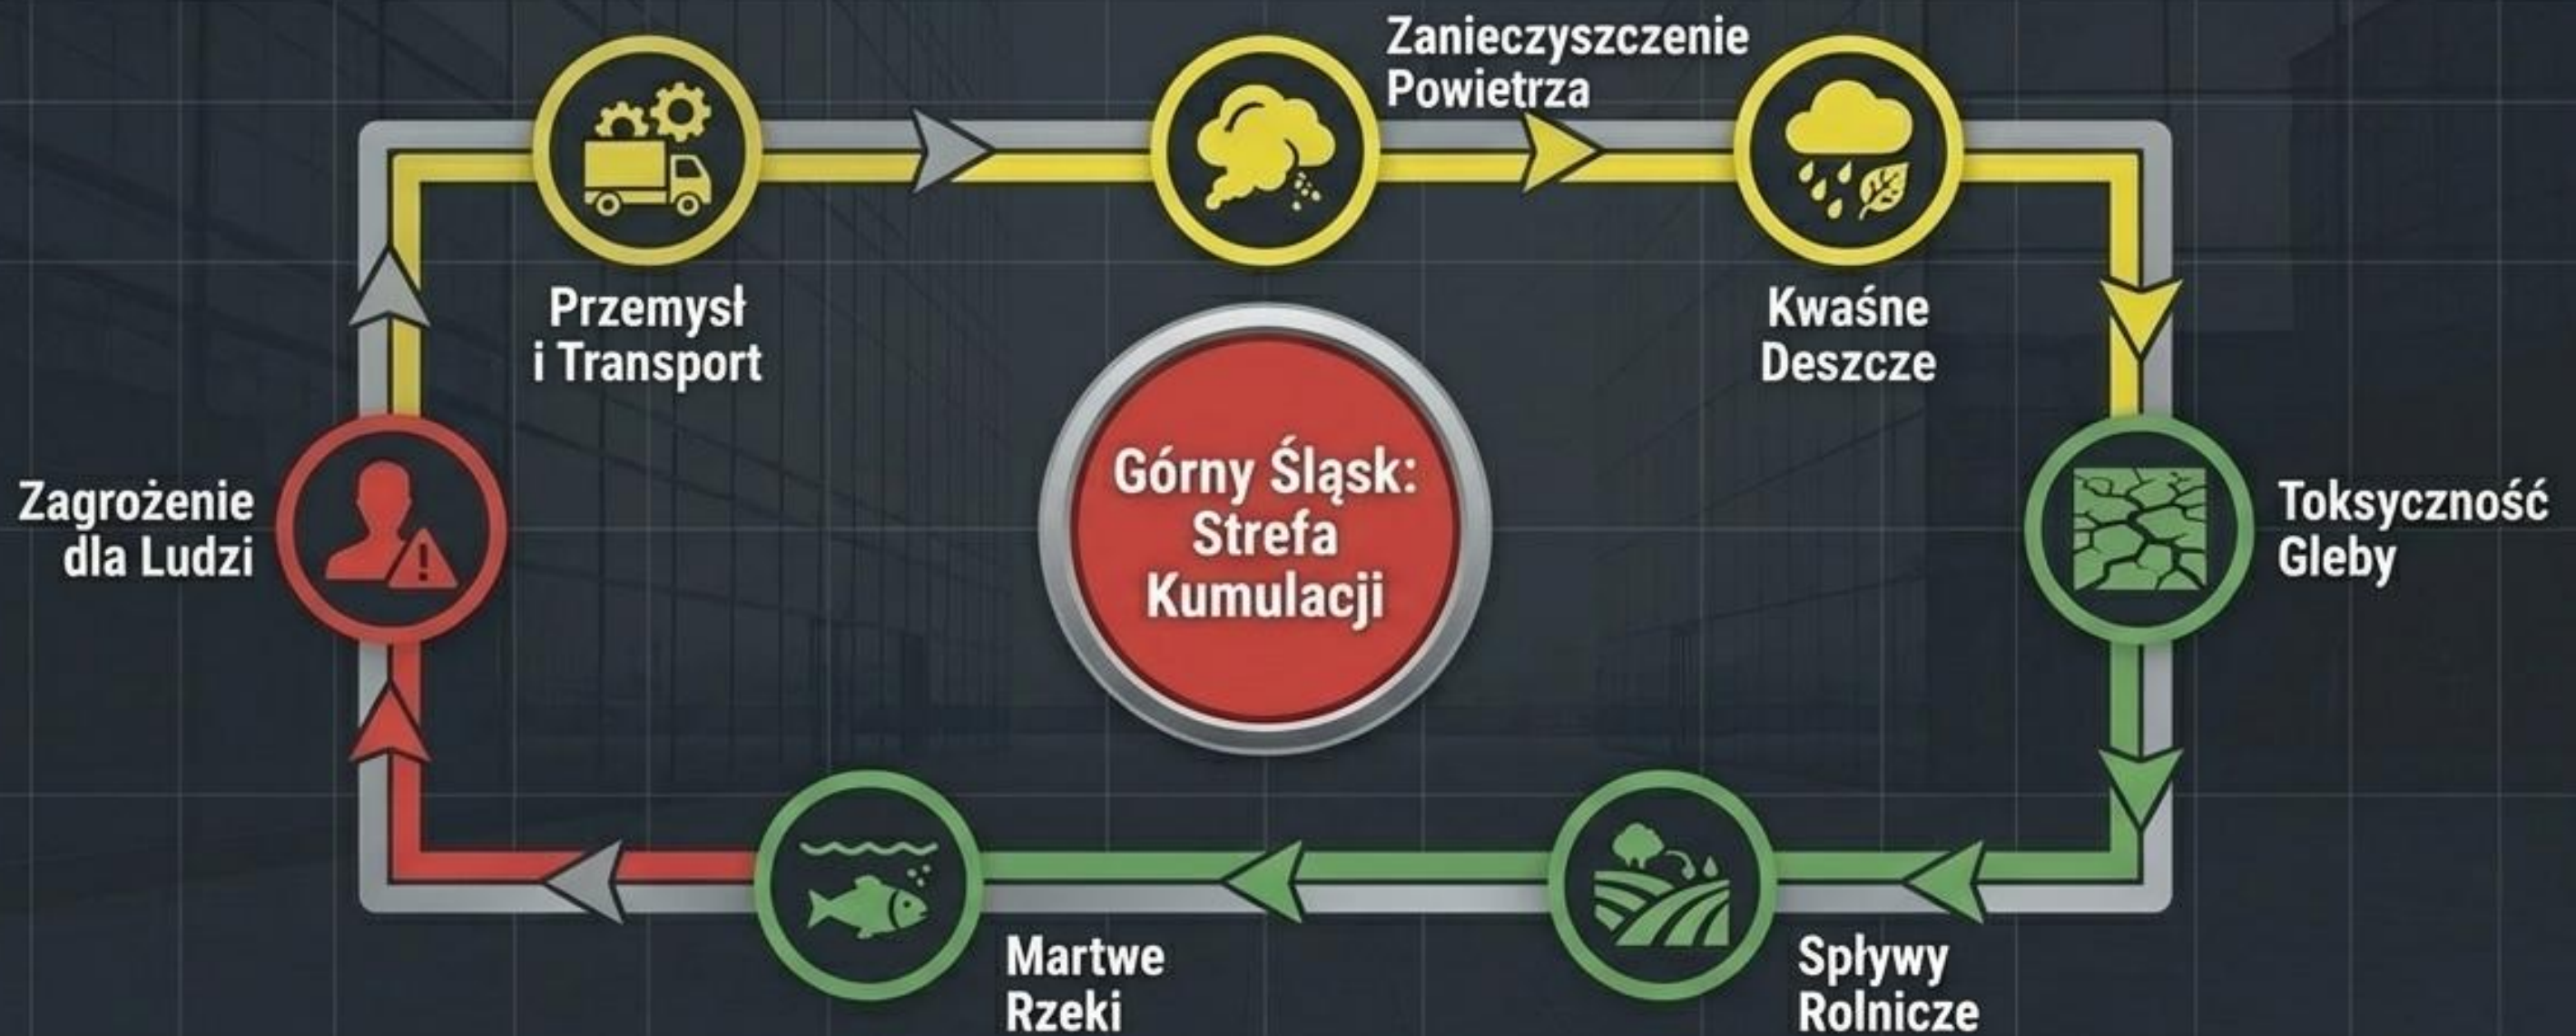 Zanieczyszczenie
Powietrza
Przemysł
i Transport
Kwaśne
Deszcze
Górny Śląsk:
Strefa
Kumulacji
Zagrożenie
dla Ludzi
Toksyczność
Gleby
Martwe
Rzeki
Spływy
Rolnicze